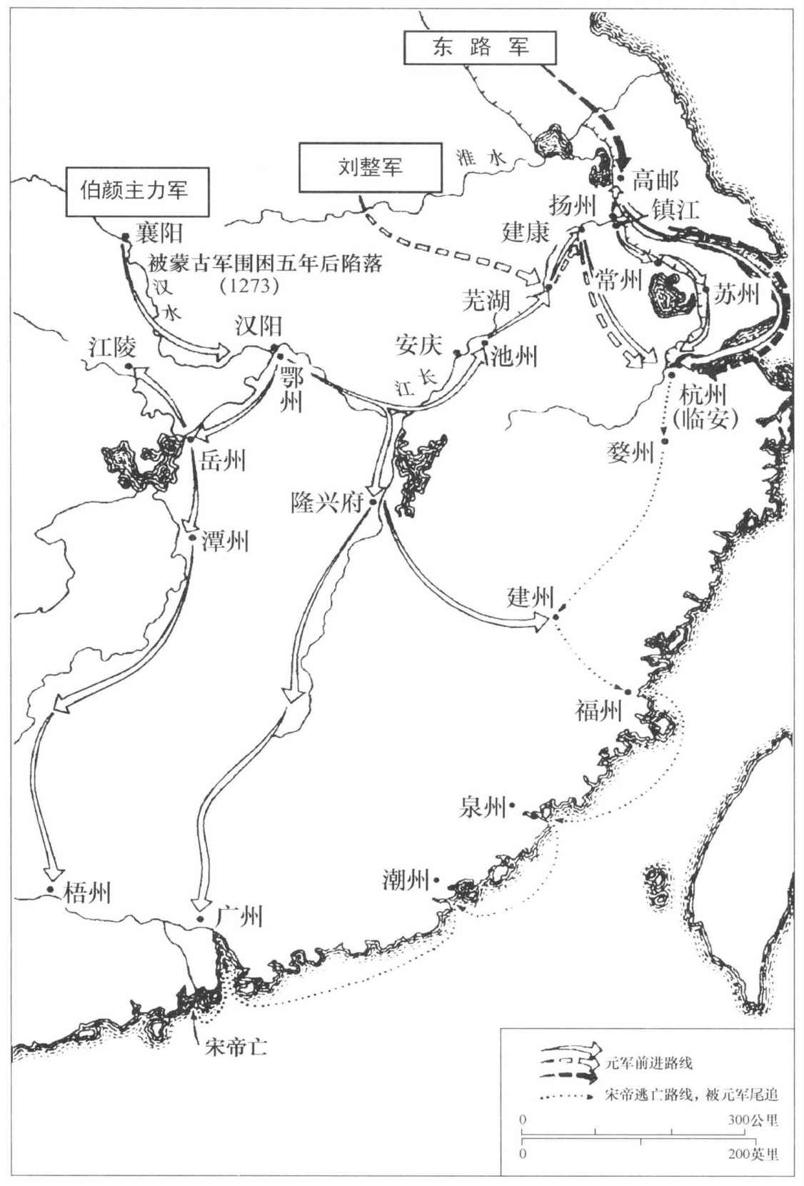 东路军
刘整军
淮水
伯颜主力军
高邮
扬州
镇江
襄阳
建康
被蒙古军围困五年后陷落
(1273)
汉水
常州
芜湖
苏州
汉阳
江陵
安庆
池州
江长
鄂州
杭州
(临安)
婺州
岳州
隆兴府
潭州
建州
福州
泉州
潮州
梧州
广州
宋帝亡
元军前进路线
宋帝逃亡路线，被元军尾追
0 300公里
0 200英里